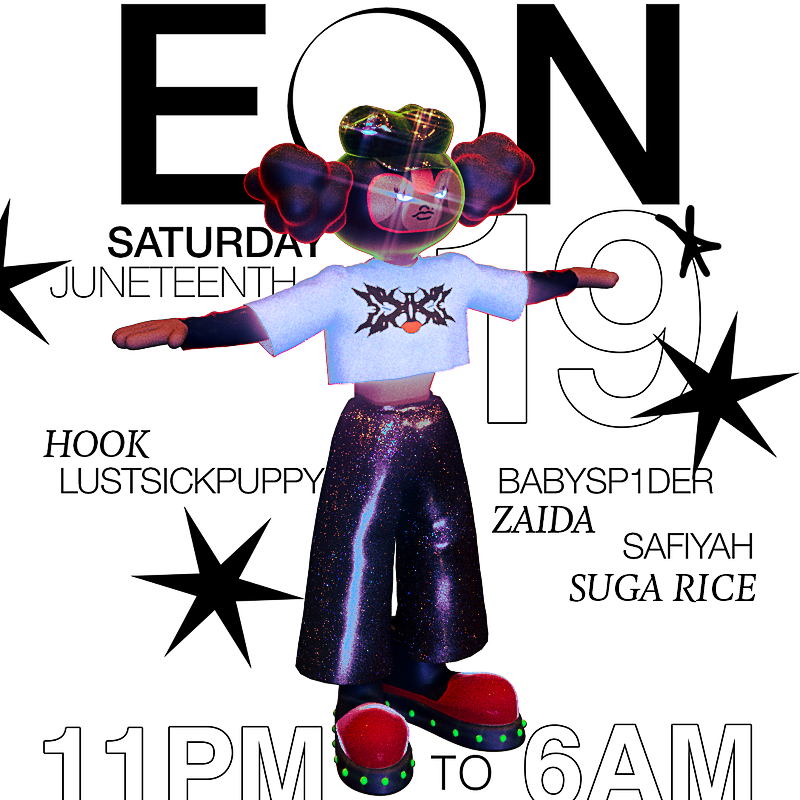 EON
SATURDAY
JUNETEENTH
19
HOOK
LUSTSICKPUPPY
BABYSP1DER
ZAIDA
SAFIYAH
SUGA RICE
11PM TO 6AM